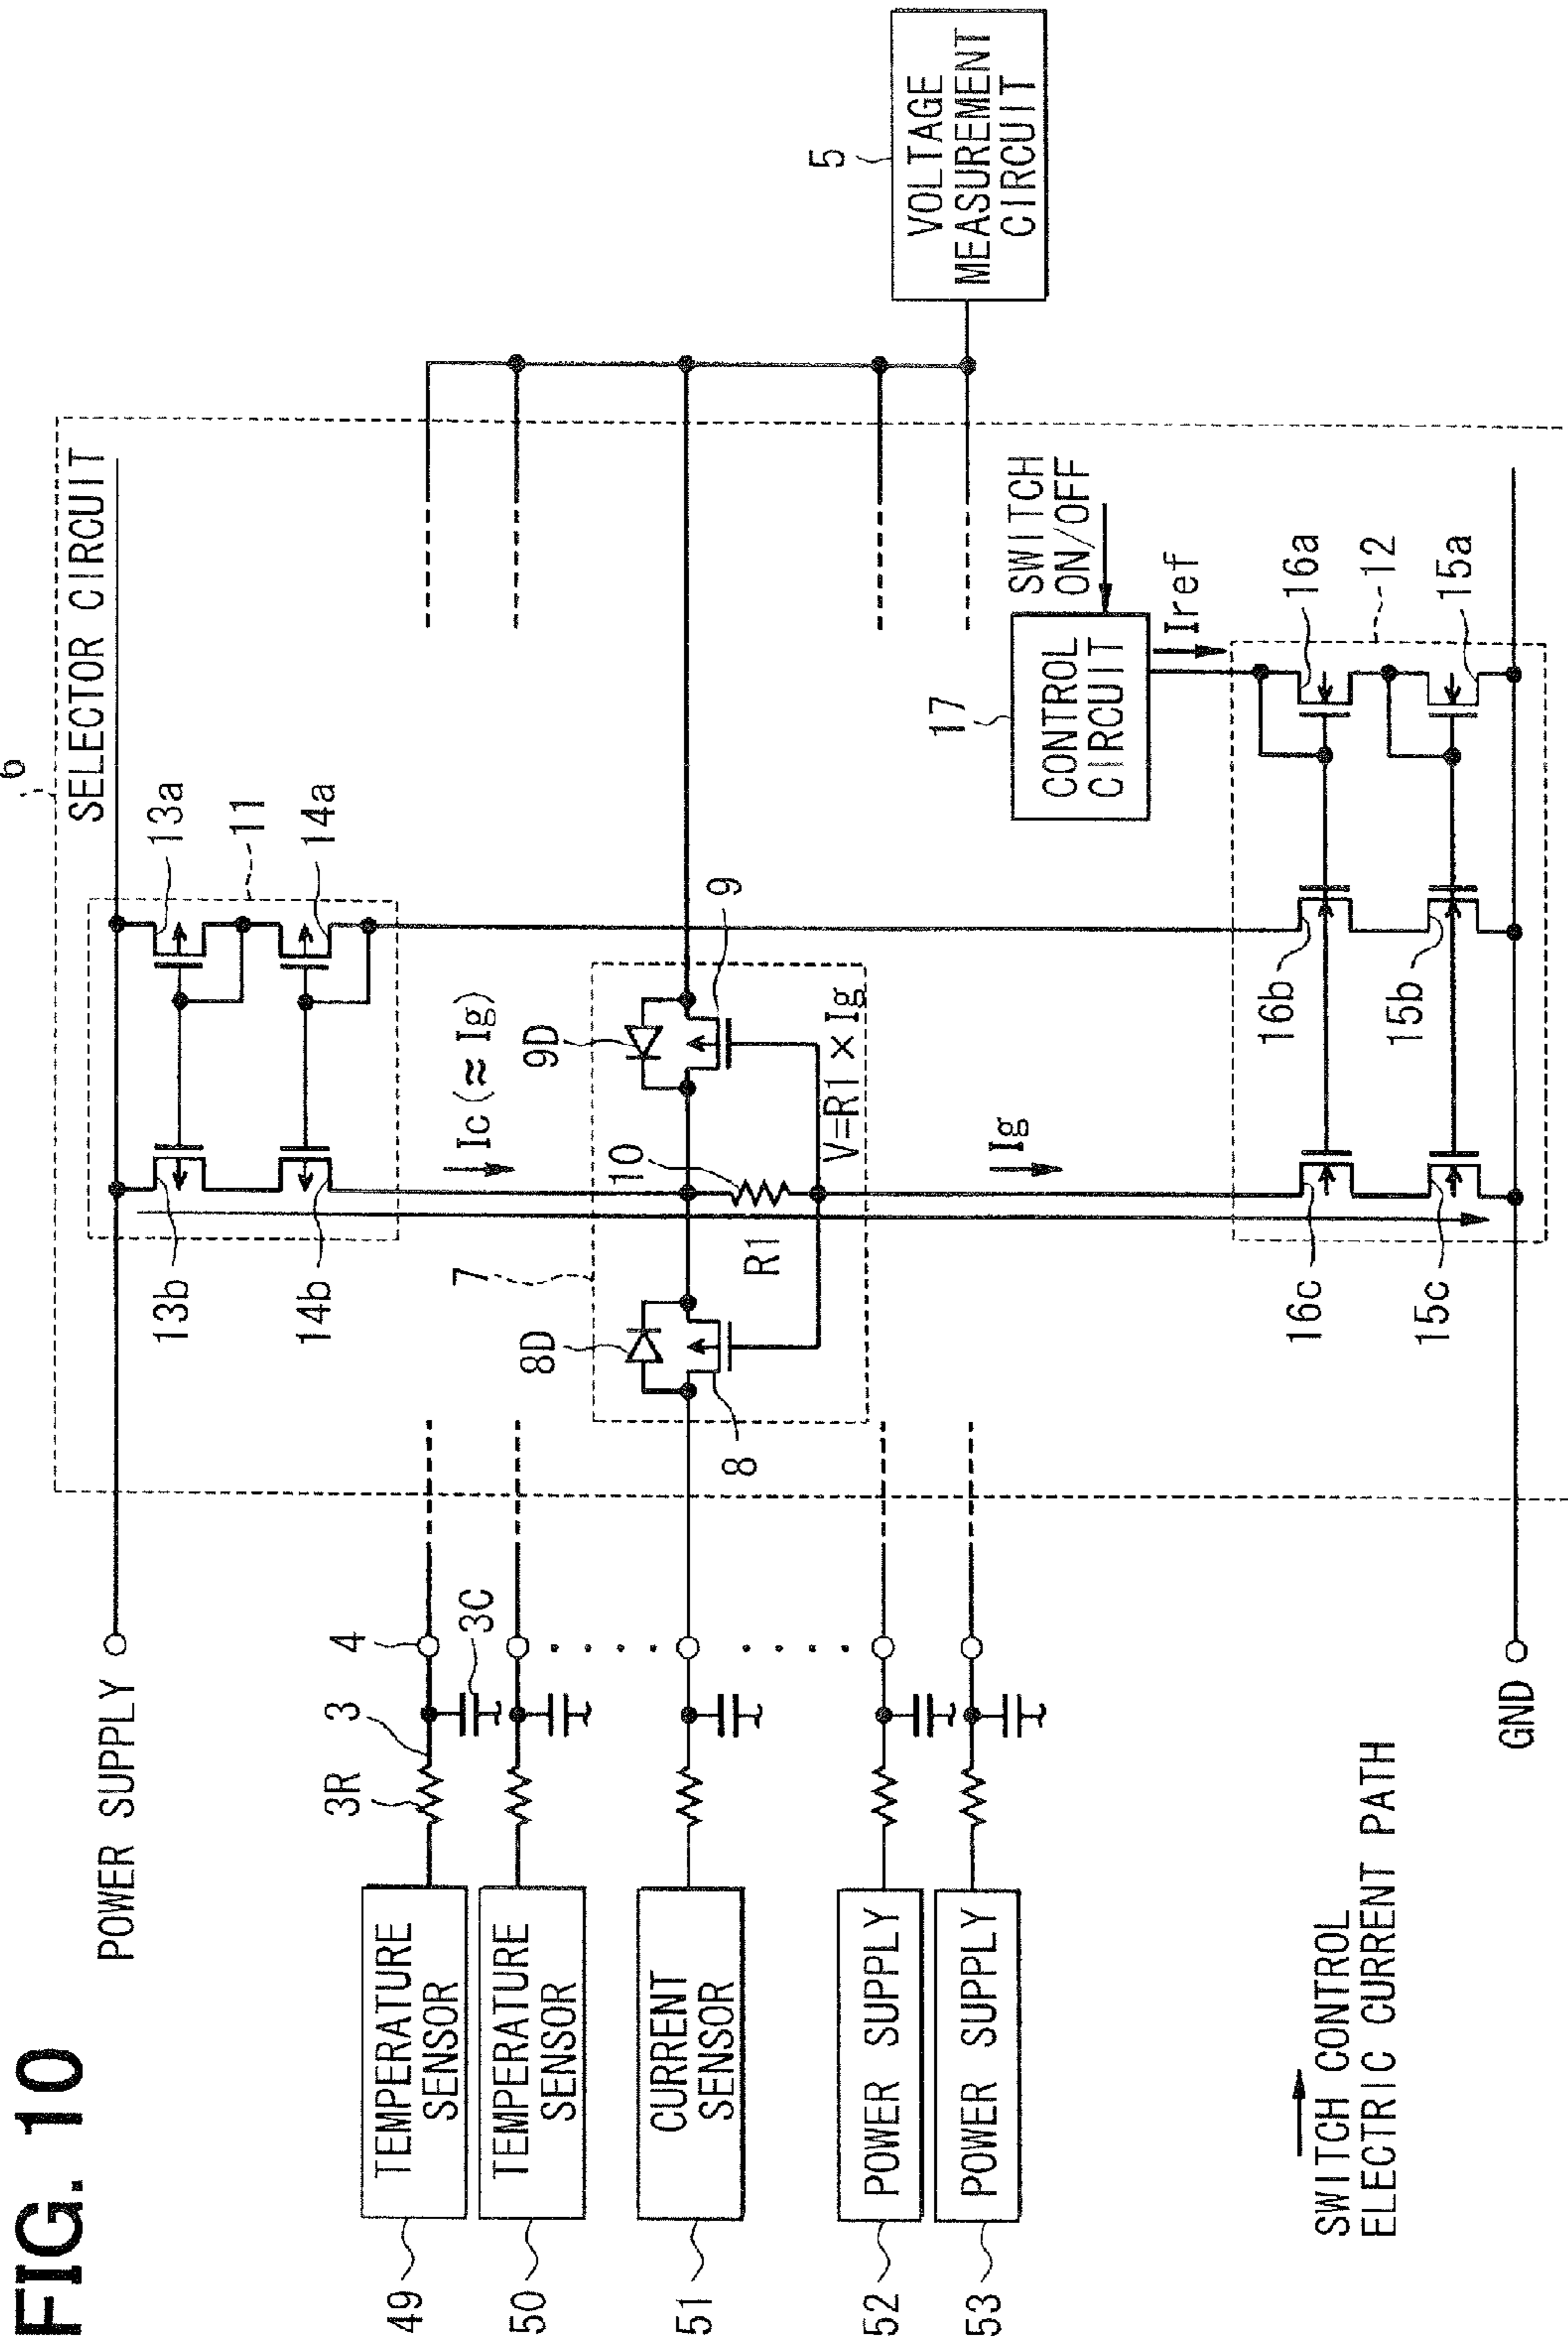 FIG. 10
6
SELECTOR CIRCUIT
POWER SUPPLY
13b
13a
11
14b
14a
Ic(≈Ig)
49
TEMPERATURE
SENSOR
3R
3
4
3C
50
TEMPERATURE
SENSOR
51
CURRENT
SENSOR
7
8D
9D
8
9
10
R1
V=R1×Ig
5
VOLTAGE
MEASUREMENT
CIRCUIT
52
POWER SUPPLY
53
POWER SUPPLY
Ig
17
CONTROL
CIRCUIT
SWITCH
ON/OFF
Iref
16c
16b
16a
12
15c
15b
15a
SWITCH CONTROL
ELECTRIC CURRENT PATH
GND